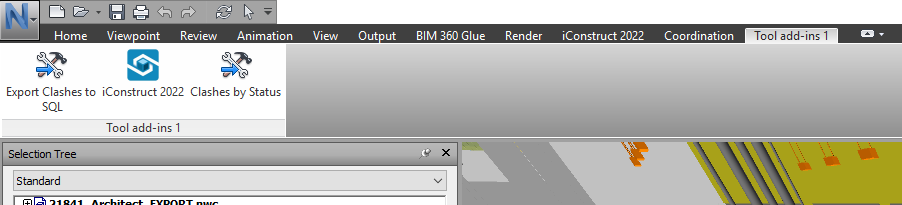 N
Home Viewpoint Review Animation View Output BIM 360 Glue Render iConstruct 2022 Coordination Tool add-ins 1
Export Clashes to SQL
iConstruct 2022
Clashes by Status
Tool add-ins 1
Selection Tree
Standard
21841_Architect_EXPORT.nwc